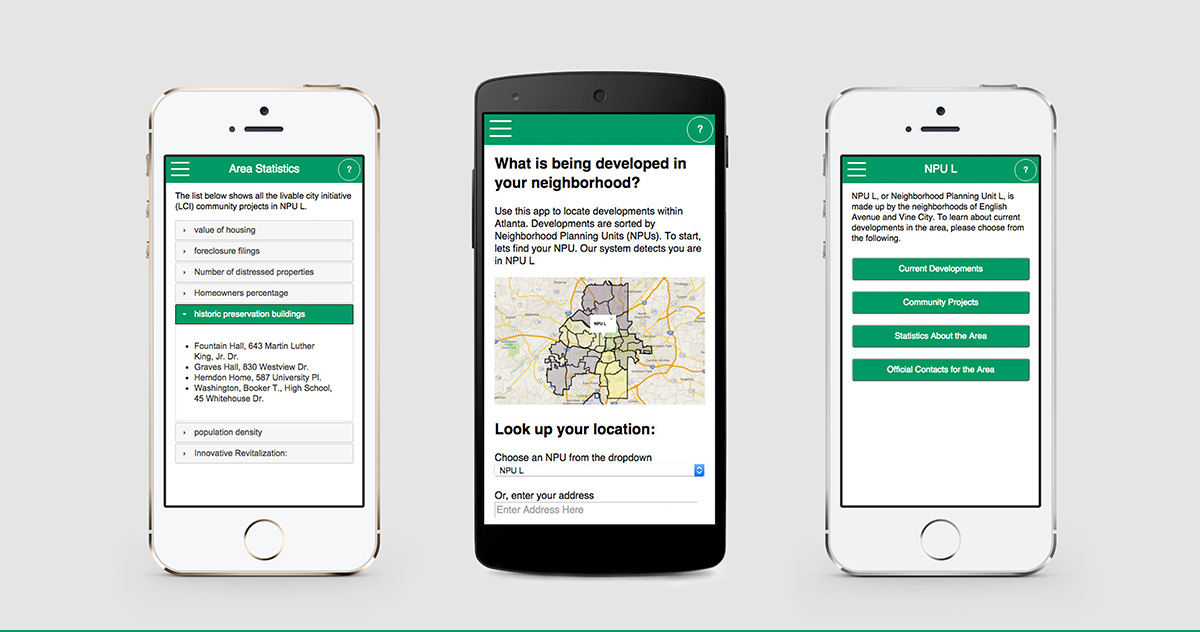 Area Statistics
?
The list below shows all the livable city initiative
(LCI) community projects in NPU L.
value of housing
foreclosure filings
Number of distressed properties
Homeowners percentage
historic preservation buildings
Fountain Hall, 643 Martin Luther
King, Jr. Dr.
Graves Hall, 830 Westview Dr.
Herndon Home, 587 University Pl.
Washington, Booker T., High School,
45 Whitehouse Dr.
population density
Innovative Revitalization:
?
What is being developed in
your neighborhood?
Use this app to locate developments within
Atlanta. Developments are sorted by
Neighborhood Planning Units (NPUs). To start,
lets find your NPU. Our system detects you are
in NPU L
NPU L
Look up your location:
Choose an NPU from the dropdown
NPU L
Or, enter your address
Enter Address Here
NPU L
?
NPU L, or Neighborhood Planning Unit L, is
made up by the neighborhoods of English
Avenue and Vine City. To learn about current
developments in the area, please choose from
the following.
Current Developments
Community Projects
Statistics About the Area
Official Contacts for the Area